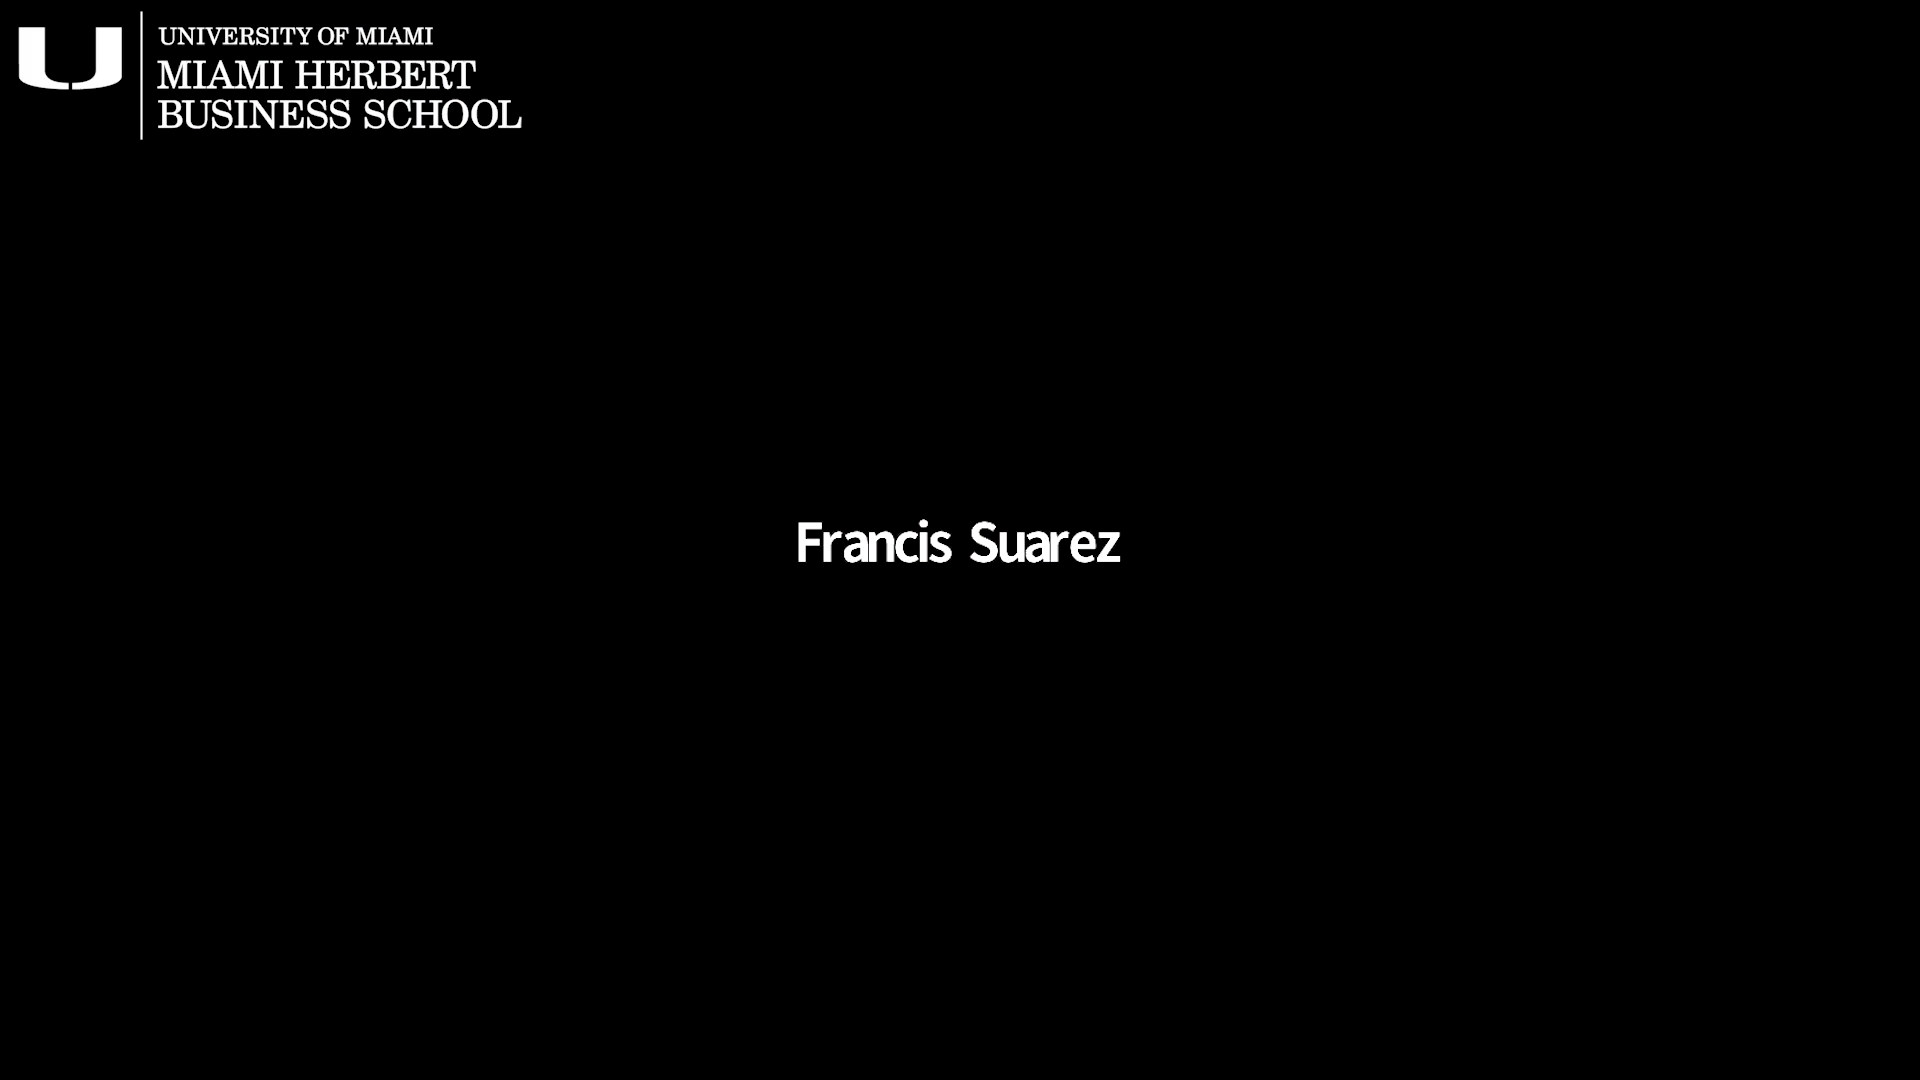 UNIVERSITY OF MIAMI
MIAMI HERBERT
BUSINESS SCHOOL
Francis Suarez